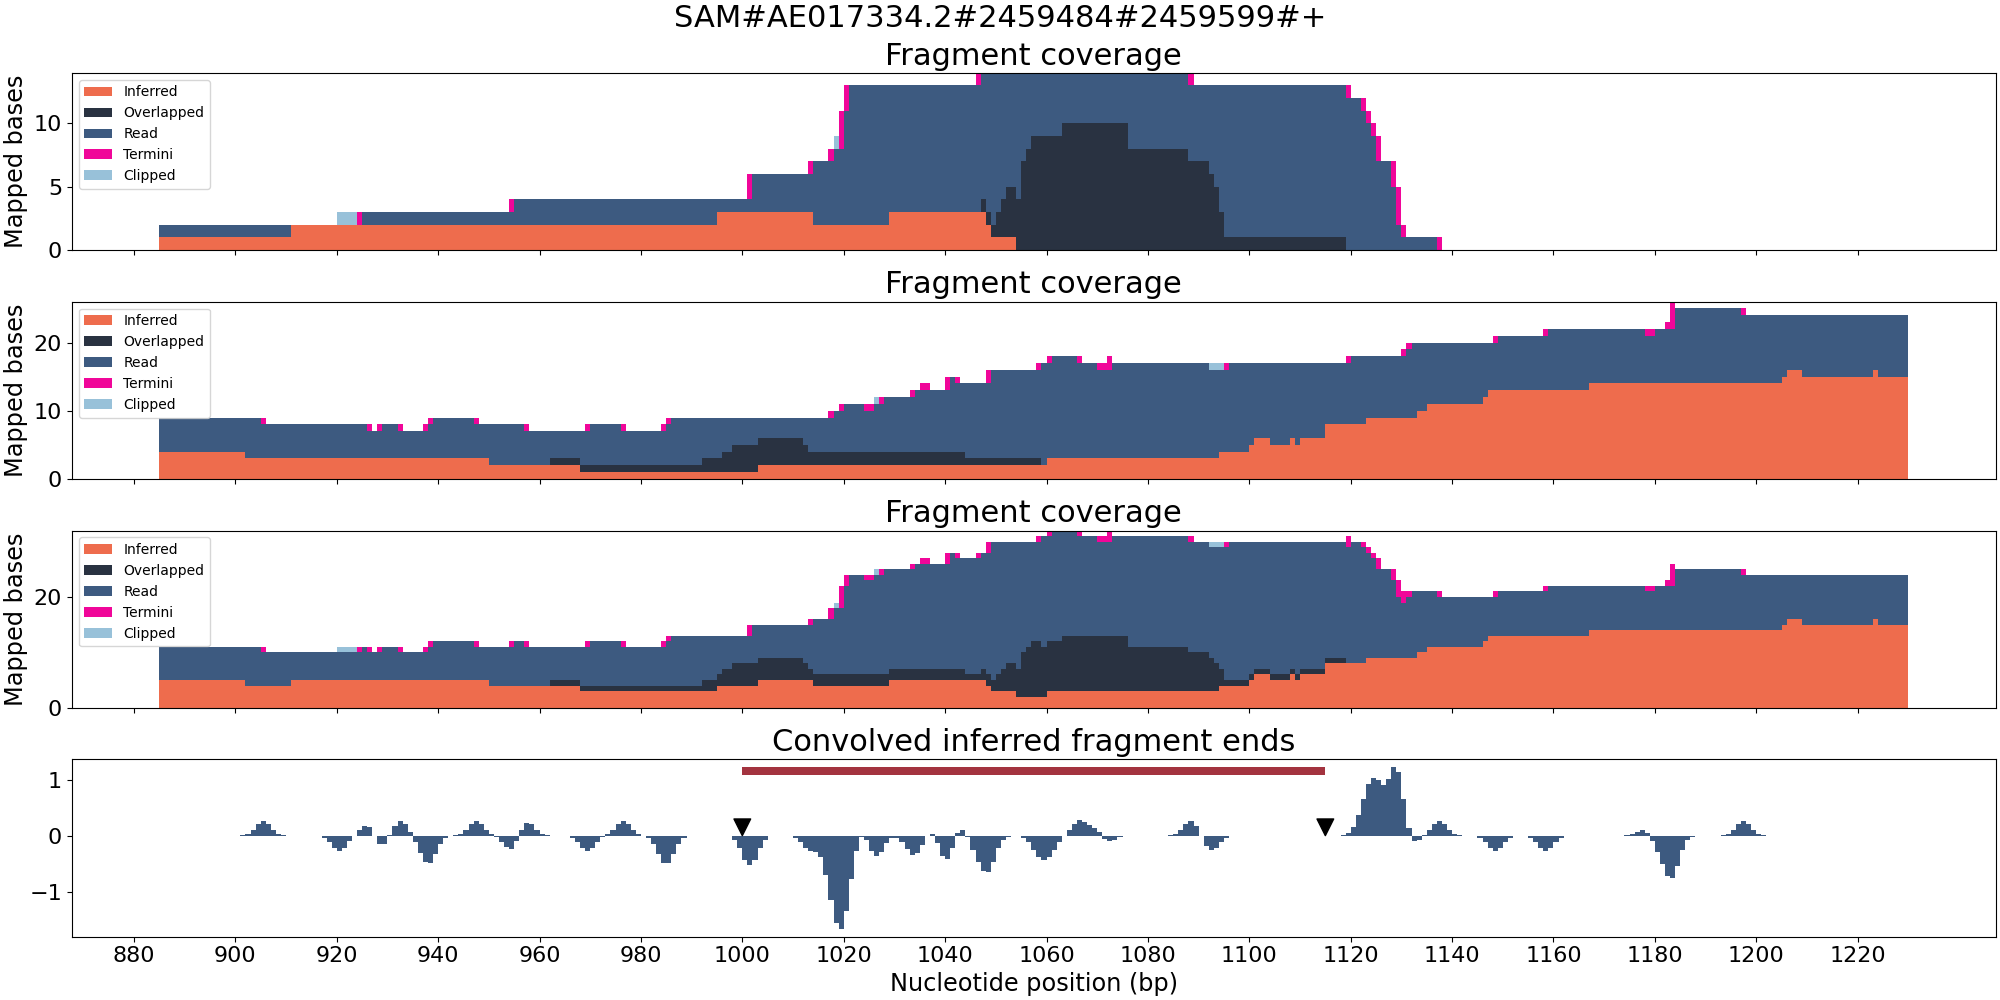 SAM#AE017334.2#2459484#2459599#+
Fragment coverage
Mapped bases
10
5
0
Inferred
Overlapped
Read
Termini
Clipped
Fragment coverage
Mapped bases
20
10
0
Inferred
Overlapped
Read
Termini
Clipped
Fragment coverage
Mapped bases
20
0
Inferred
Overlapped
Read
Termini
Clipped
Convolved inferred fragment ends
1
0
−1
880 900 920 940 960 980 1000 1020 1040 1060 1080 1100 1120 1140 1160 1180 1200 1220
Nucleotide position (bp)